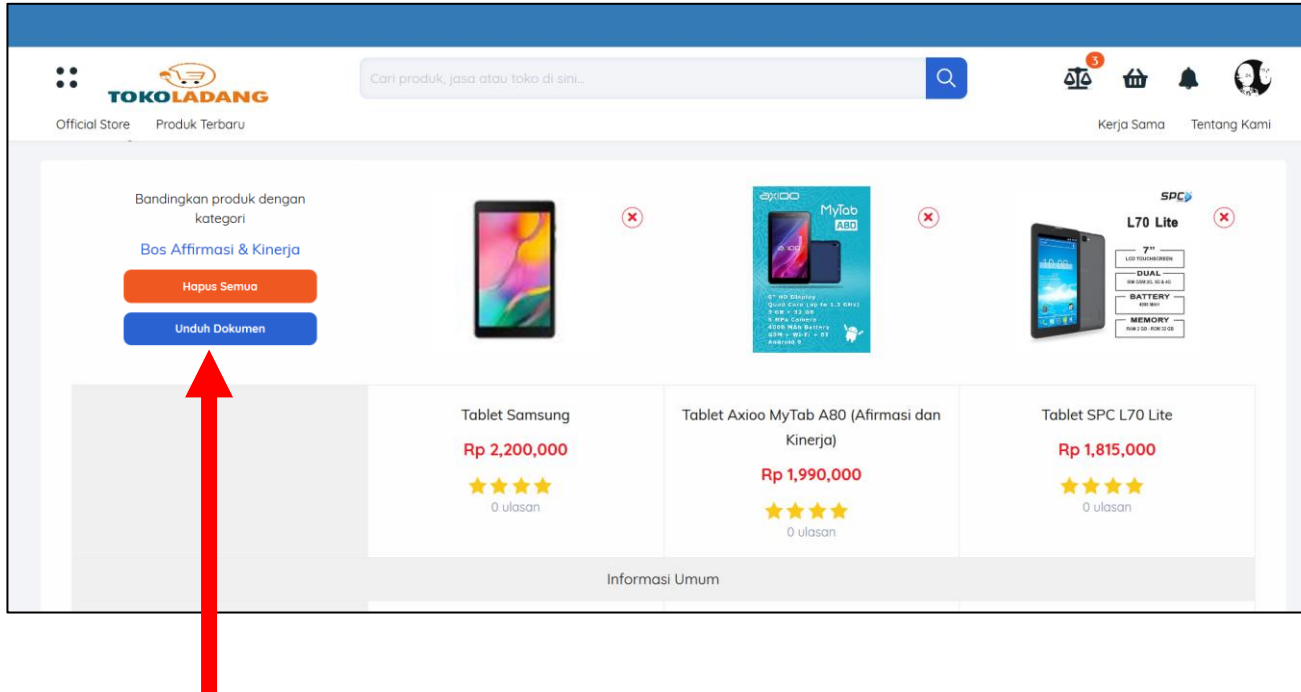 3
TOKOLADANG
Cari produk, jasa atau toko di sini...
Official Store
Produk Terbaru
Kerja Sama
Tentang Kami
Bandingkan produk dengan
kategori
Bos Affirmasi & Kinerja
Hapus Semua
Unduh Dokumen
axioo
MyTab
A80
SPC
L70 Lite
7"
LCD TOUCHSCREEN
DUAL
BATTERY
MEMORY
Tablet Samsung
Rp 2,200,000
0 ulasan
Tablet Axioo MyTab A80 (Afirmasi dan
Kinerja)
Rp 1,990,000
0 ulasan
Tablet SPC L70 Lite
Rp 1,815,000
0 ulasan
Informasi Umum